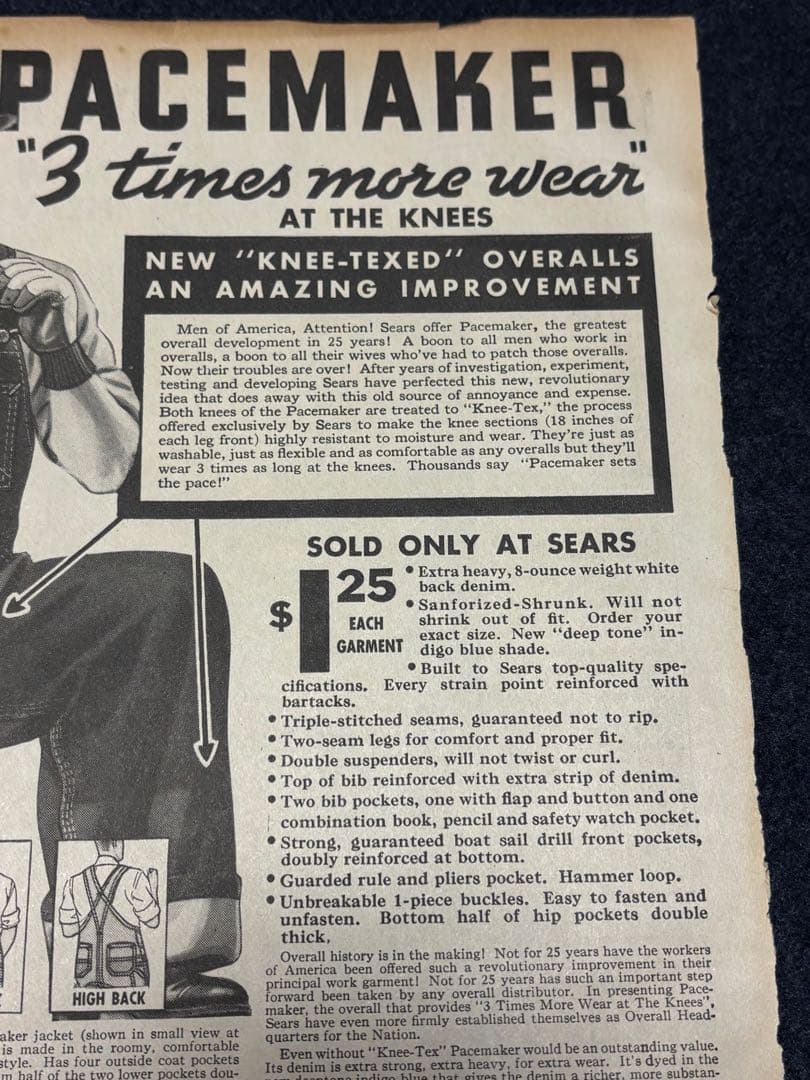 PACEMAKER
"3 times more wear"
AT THE KNEES
NEW "KNEE-TEXED" OVERALLS
AN AMAZING IMPROVEMENT
Men of America, Attention! Sears offer Pacemaker, the greatest
overall development in 25 years! A boon to all men who work in
overalls, a boon to all their wives who've had to patch those overalls.
Now their troubles are over! After years of investigation, experiment,
testing and developing Sears have perfected this new, revolutionary
idea that does away with this old source of annoyance and expense.
Both knees of the Pacemaker are treated to "Knee-Tex," the process
offered exclusively by Sears to make the knee sections (18 inches of
each leg front) highly resistant to moisture and wear. They're just as
washable, just as flexible and as comfortable as any overalls but they'll
wear 3 times as long at the knees. Thousands say "Pacemaker sets
the pace!"
SOLD ONLY AT SEARS
$1 25
EACH
GARMENT
• Extra heavy, 8-ounce weight white
back denim.
• Sanforized-Shrunk. Will not
shrink out of fit. Order your
exact size. New "deep tone" in-
digo blue shade.
• Built to Sears top-quality spe-
cifications. Every strain point reinforced with
bartacks.
• Triple-stitched seams, guaranteed not to rip.
• Two-seam legs for comfort and proper fit.
• Double suspenders, will not twist or curl.
• Top of bib reinforced with extra strip of denim.
• Two bib pockets, one with flap and button and one
combination book, pencil and safety watch pocket.
• Strong, guaranteed boat sail drill front pockets,
doubly reinforced at bottom.
• Guarded rule and pliers pocket. Hammer loop.
• Unbreakable 1-piece buckles. Easy to fasten and
unfasten. Bottom half of hip pockets double
thick,
Overall history is in the making! Not for 25 years have the workers
of America been offered such a revolutionary improvement in their
principal work garment! Not for 25 years has such an important step
forward been taken by any overall distributor. In presenting Pace-
maker, the overall that provides "3 Times More Wear at The Knees",
Sears have even more firmly established themselves as Overall Head-
quarters for the Nation.
Even without "Knee-Tex" Pacemaker would be an outstanding value.
Its denim is extra strong, extra heavy, for extra wear. It's dyed in the
deeptone indigo blue that gives the denim a richer, more substan-
HIGH BACK
aker jacket (shown in small view at
is made in the roomy, comfortable
style. Has four outside coat pockets
half of the two lower pockets dou-